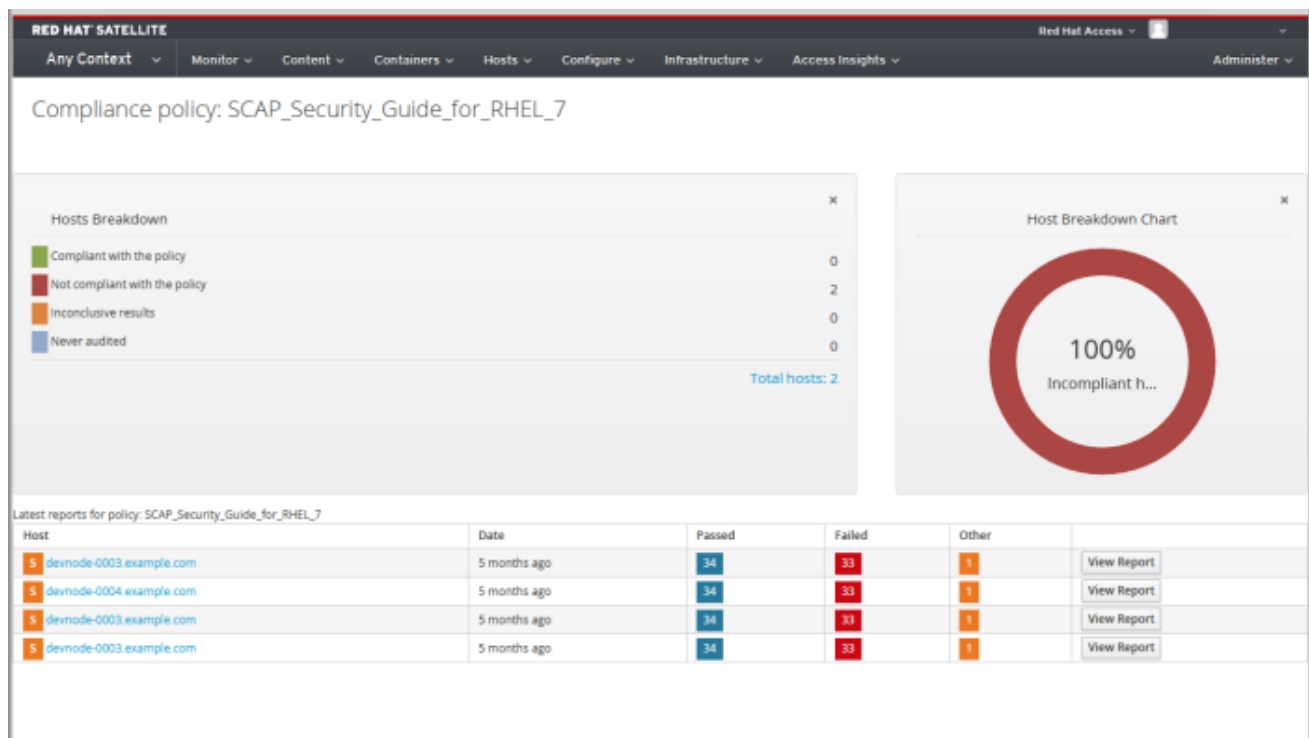 RED HAT SATELLITE
Red Hat Access
Any Context Monitor Content Containers Hosts Configure Infrastructure Access Insights Administer
Compliance policy: SCAP_Security_Guide_for_RHEL_7
Hosts Breakdown
Compliant with the policy 0
Not compliant with the policy 2
Inconclusive results 0
Never audited 0
Total hosts: 2
Host Breakdown Chart
100%
Incompliant h...
Latest reports for policy: SCAP_Security_Guide_for_RHEL_7
Host Date Passed Failed Other
S devnode-0003.example.com 5 months ago 34 33 1 View Report
S devnode-0004.example.com 5 months ago 34 33 1 View Report
S devnode-0003.example.com 5 months ago 34 33 1 View Report
S devnode-0003.example.com 5 months ago 34 33 1 View Report